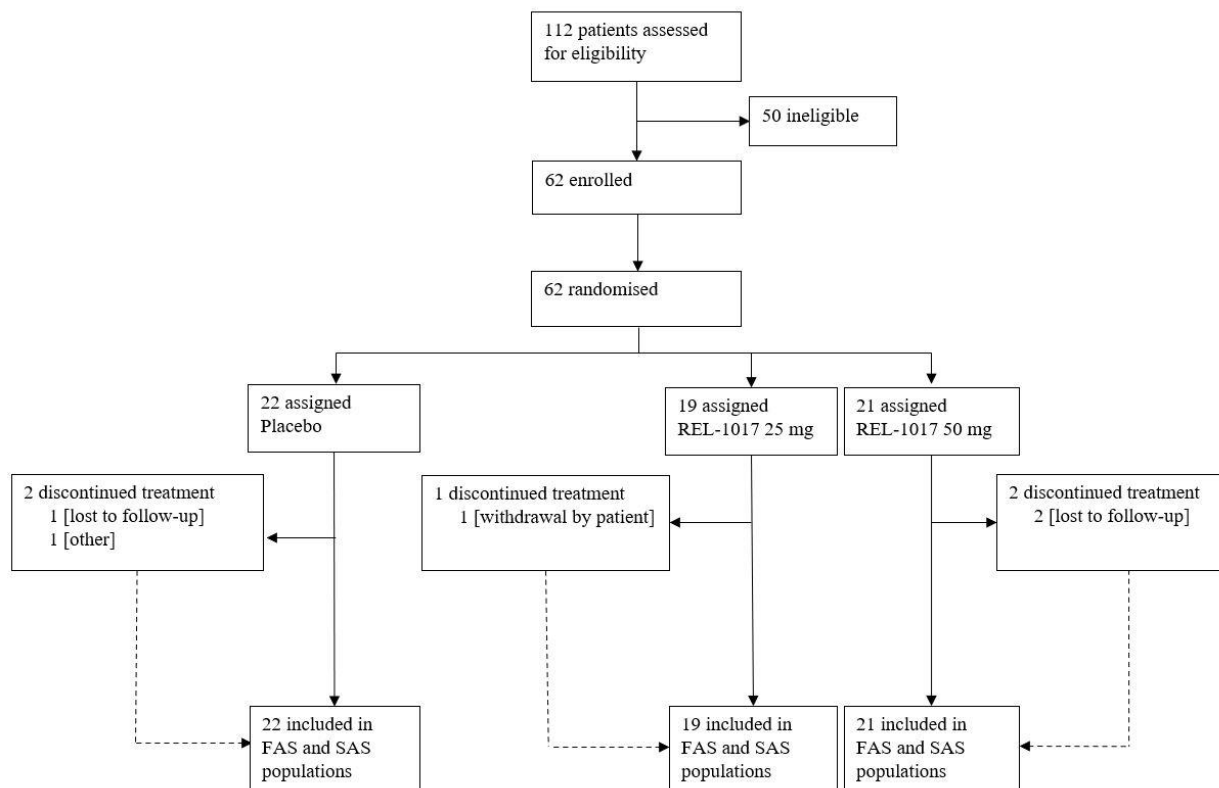 112 patients assessed
for eligibility
50 ineligible
62 enrolled
62 randomised
22 assigned
Placebo
19 assigned
REL-1017 25 mg
21 assigned
REL-1017 50 mg
2 discontinued treatment
1 [lost to follow-up]
1 [other]
1 discontinued treatment
1 [withdrawal by patient]
2 discontinued treatment
2 [lost to follow-up]
22 included in
FAS and SAS
populations
19 included in
FAS and SAS
populations
21 included in
FAS and SAS
populations